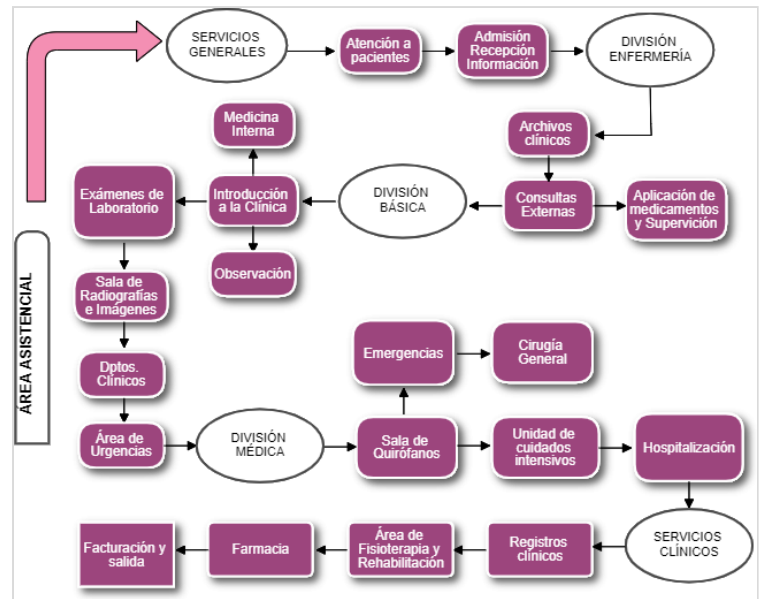 SERVICIOS
GENERALES
Atención a
pacientes
Admisión
Recepción
Información
DIVISIÓN
ENFERMERÍA
Archivos
clínicos
Consultas
Externas
Aplicación de
medicamentos
y Supervición
DIVISIÓN
BÁSICA
Introducción
a la Clínica
Medicina
Interna
Observación
Exámenes de
Laboratorio
Sala de
Radiografías
e Imágenes
Dptos.
Clínicos
Área de
Urgencias
DIVISIÓN
MÉDICA
Sala de
Quirófanos
Emergencias
Cirugía
General
Unidad de
cuidados
intensivos
Hospitalización
SERVICIOS
CLÍNICOS
Registros
clínicos
Área de
Fisioterapia y
Rehabilitación
Farmacia
Facturación y
salida
ÁREA ASISTENCIAL